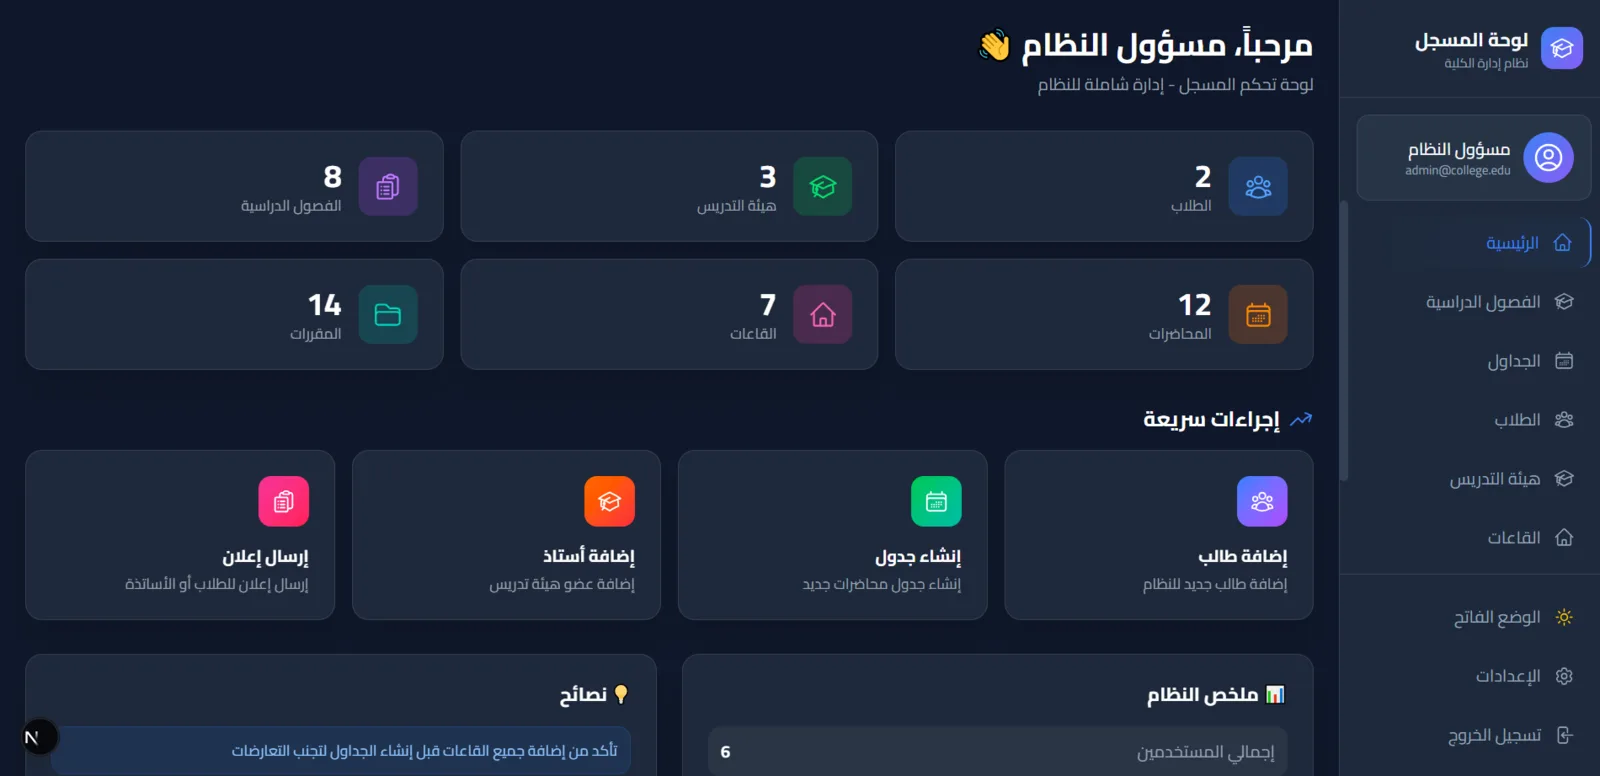 لوحة المسجل
نظام إدارة الكلية
مسؤول النظام
admin@college.edu
الرئيسية
الفصول الدراسية
الجداول
الطلاب
هيئة التدريس
القاعات
الوضع الفاتح
الإعدادات
تسجيل الخروج
مرحباً، مسؤول النظام 👋
لوحة تحكم المسجل - إدارة شاملة للنظام
2
الطلاب
3
هيئة التدريس
8
الفصول الدراسية
12
المحاضرات
7
القاعات
14
المقررات
إجراءات سريعة
إضافة طالب
إضافة طالب جديد للنظام
إنشاء جدول
إنشاء جدول محاضرات جديد
إضافة أستاذ
إضافة عضو هيئة تدريس
إرسال إعلان
إرسال إعلان للطلاب أو الأساتذة
📊 ملخص النظام
إجمالي المستخدمين 6
💡 نصائح
تأكد من إضافة جميع القاعات قبل إنشاء الجداول لتجنب التعارضات
N